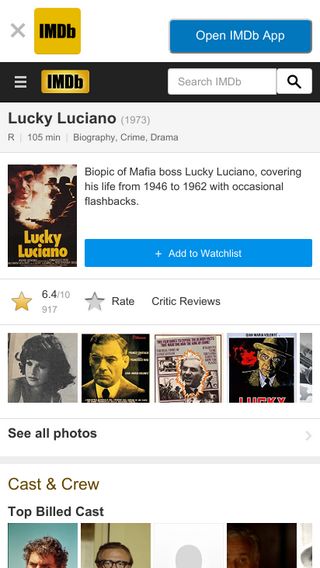 IMDb
Open IMDb App
IMDb
Search IMDb
Lucky Luciano (1973)
R | 105 min | Biography, Crime, Drama
Biopic of Mafia boss Lucky Luciano, covering
his life from 1946 to 1962 with occasional
flashbacks.
Lucky
Luciano
+ Add to Watchlist
6.4/10
917
Rate
Critic Reviews
LUCKY
See all photos
Cast & Crew
Top Billed Cast